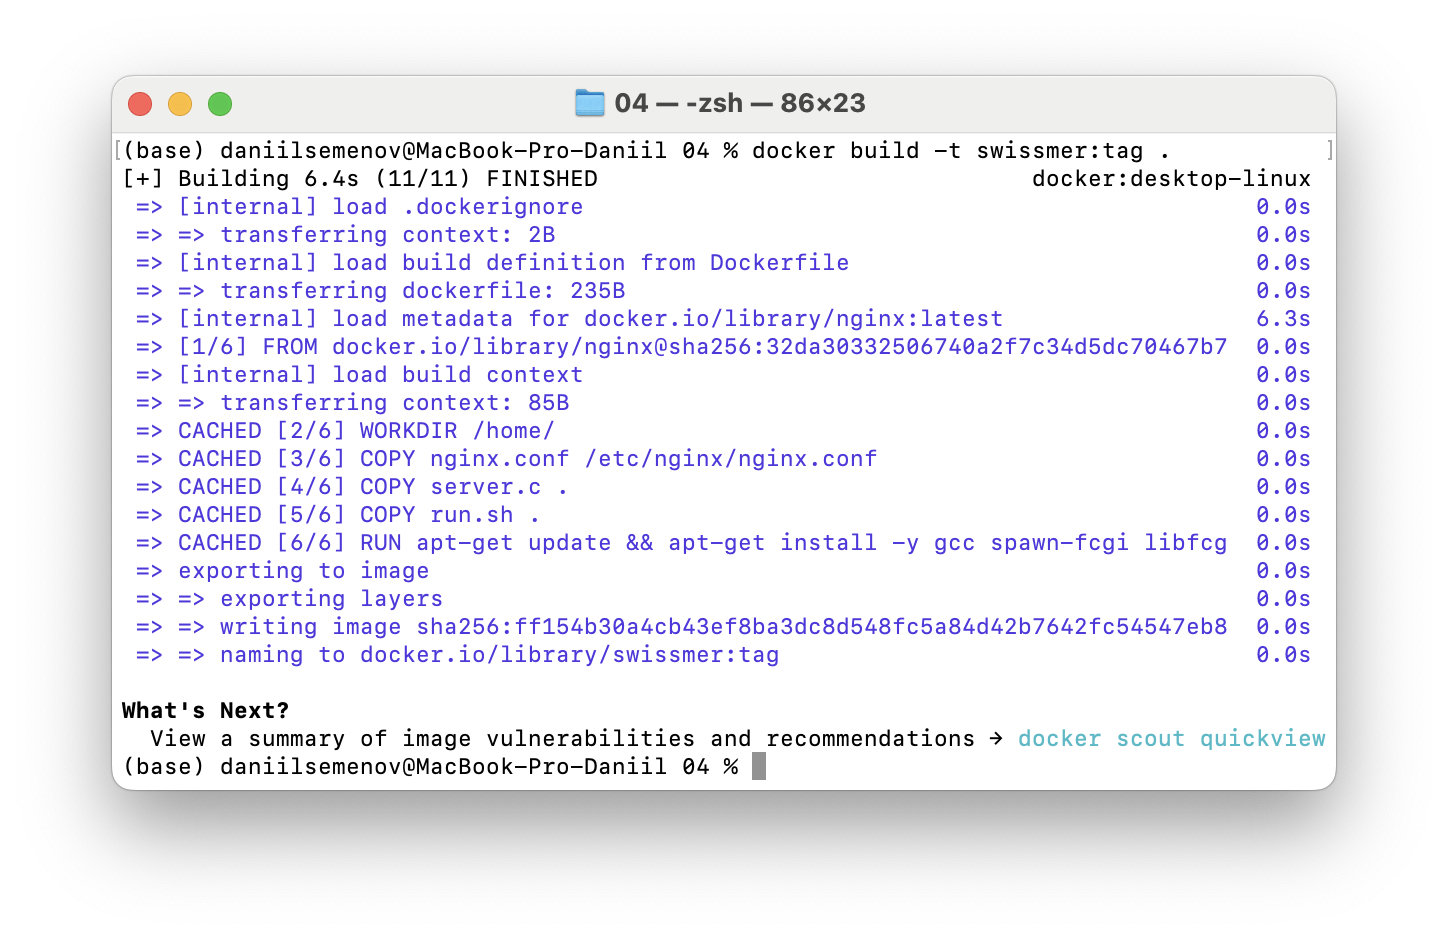 04 — -zsh — 86×23
[(base) daniilsemenov@MacBook-Pro-Daniil 04 % docker build -t swissmer:tag . ]
[+] Building 6.4s (11/11) FINISHED docker:desktop-linux
=> [internal] load .dockerignore 0.0s
=> => transferring context: 2B 0.0s
=> [internal] load build definition from Dockerfile 0.0s
=> => transferring dockerfile: 235B 0.0s
=> [internal] load metadata for docker.io/library/nginx:latest 6.3s
=> [1/6] FROM docker.io/library/nginx@sha256:32da30332506740a2f7c34d5dc70467b7 0.0s
=> [internal] load build context 0.0s
=> => transferring context: 85B 0.0s
=> CACHED [2/6] WORKDIR /home/ 0.0s
=> CACHED [3/6] COPY nginx.conf /etc/nginx/nginx.conf 0.0s
=> CACHED [4/6] COPY server.c . 0.0s
=> CACHED [5/6] COPY run.sh . 0.0s
=> CACHED [6/6] RUN apt-get update && apt-get install -y gcc spawn-fcgi libfcg 0.0s
=> exporting to image 0.0s
=> => exporting layers 0.0s
=> => writing image sha256:ff154b30a4cb43ef8ba3dc8d548fc5a84d42b7642fc54547eb8 0.0s
=> => naming to docker.io/library/swissmer:tag 0.0s
What's Next?
View a summary of image vulnerabilities and recommendations → docker scout quickview
(base) daniilsemenov@MacBook-Pro-Daniil 04 %